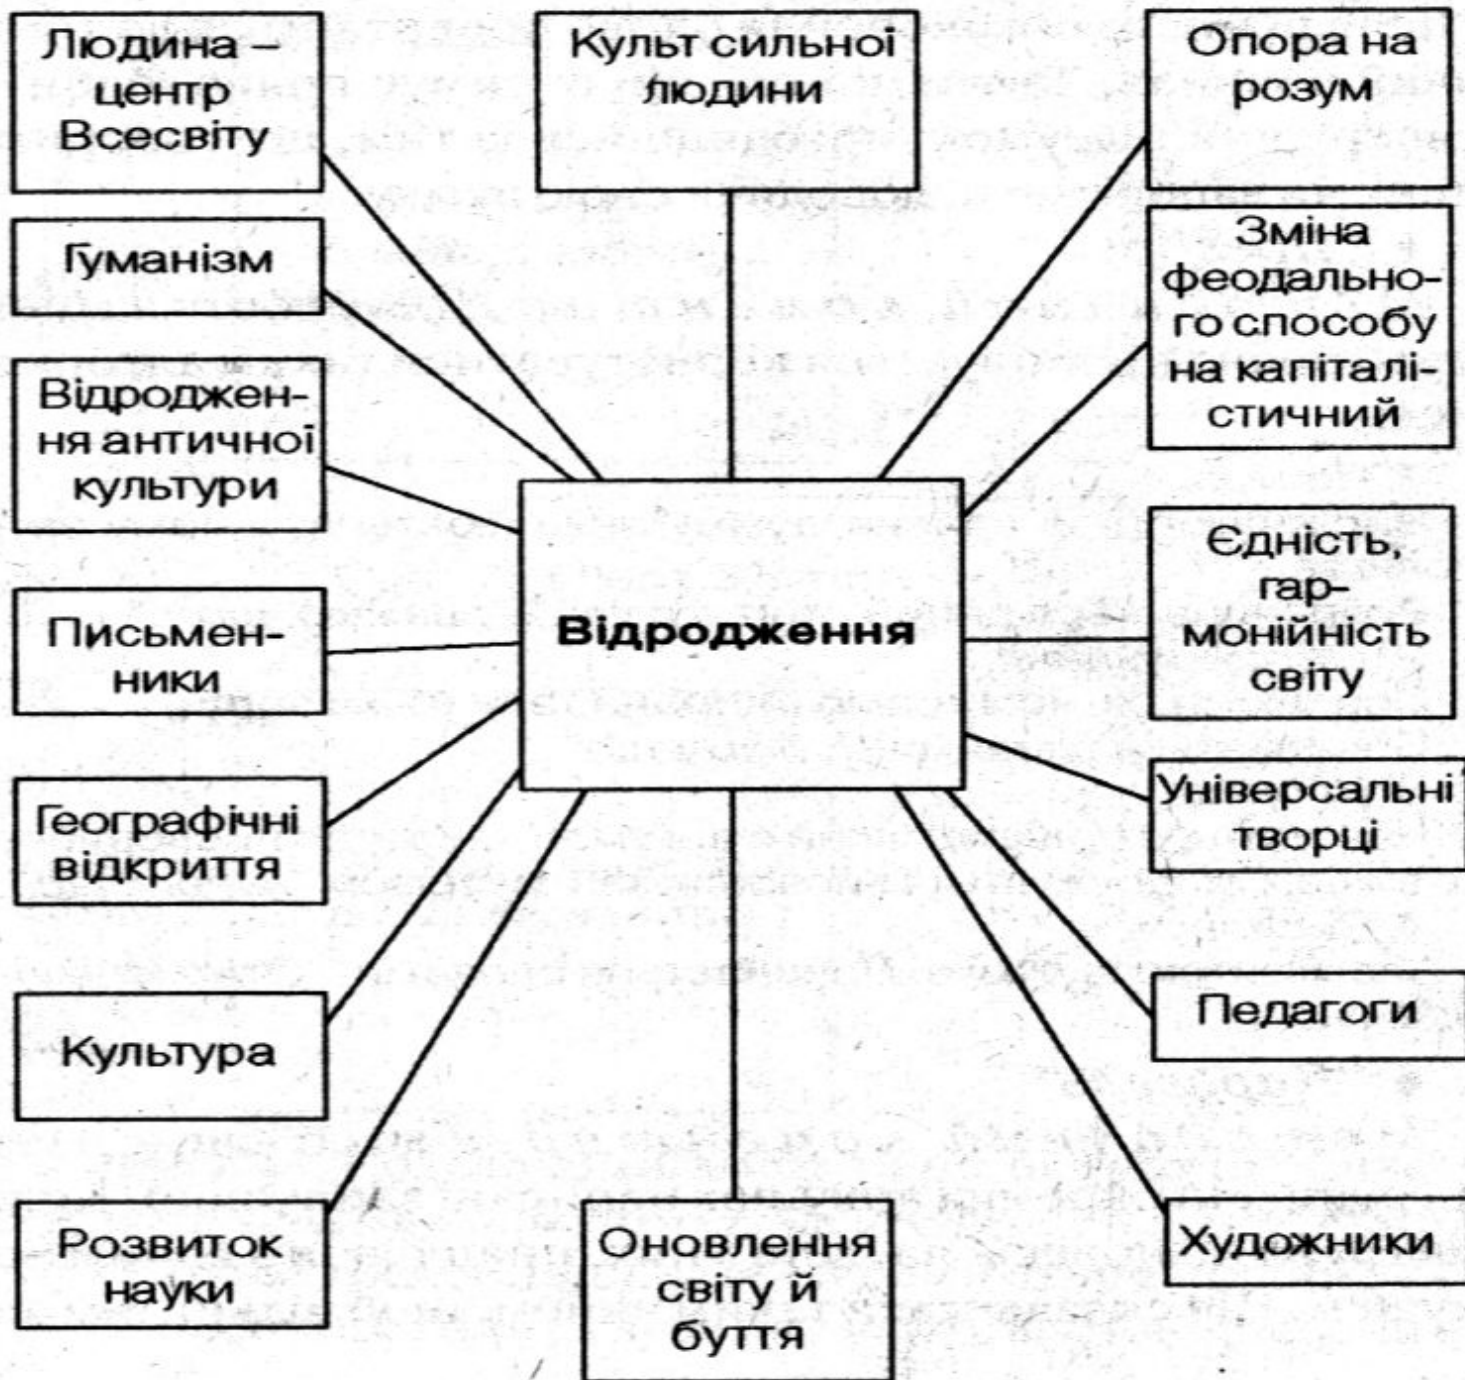 Людина –
центр
Всесвіту
Культ сильної
людини
Опора на
розум
Гуманізм
Зміна
феодально-
го способу
на капіталі-
стичний
Відроджен-
ня античної
культури
Відродження
Єдність,
гар-
монійність
світу
Письмен-
ники
Географічні
відкриття
Універсальні
творці
Культура
Педагоги
Розвиток
науки
Оновлення
світу й
буття
Художники